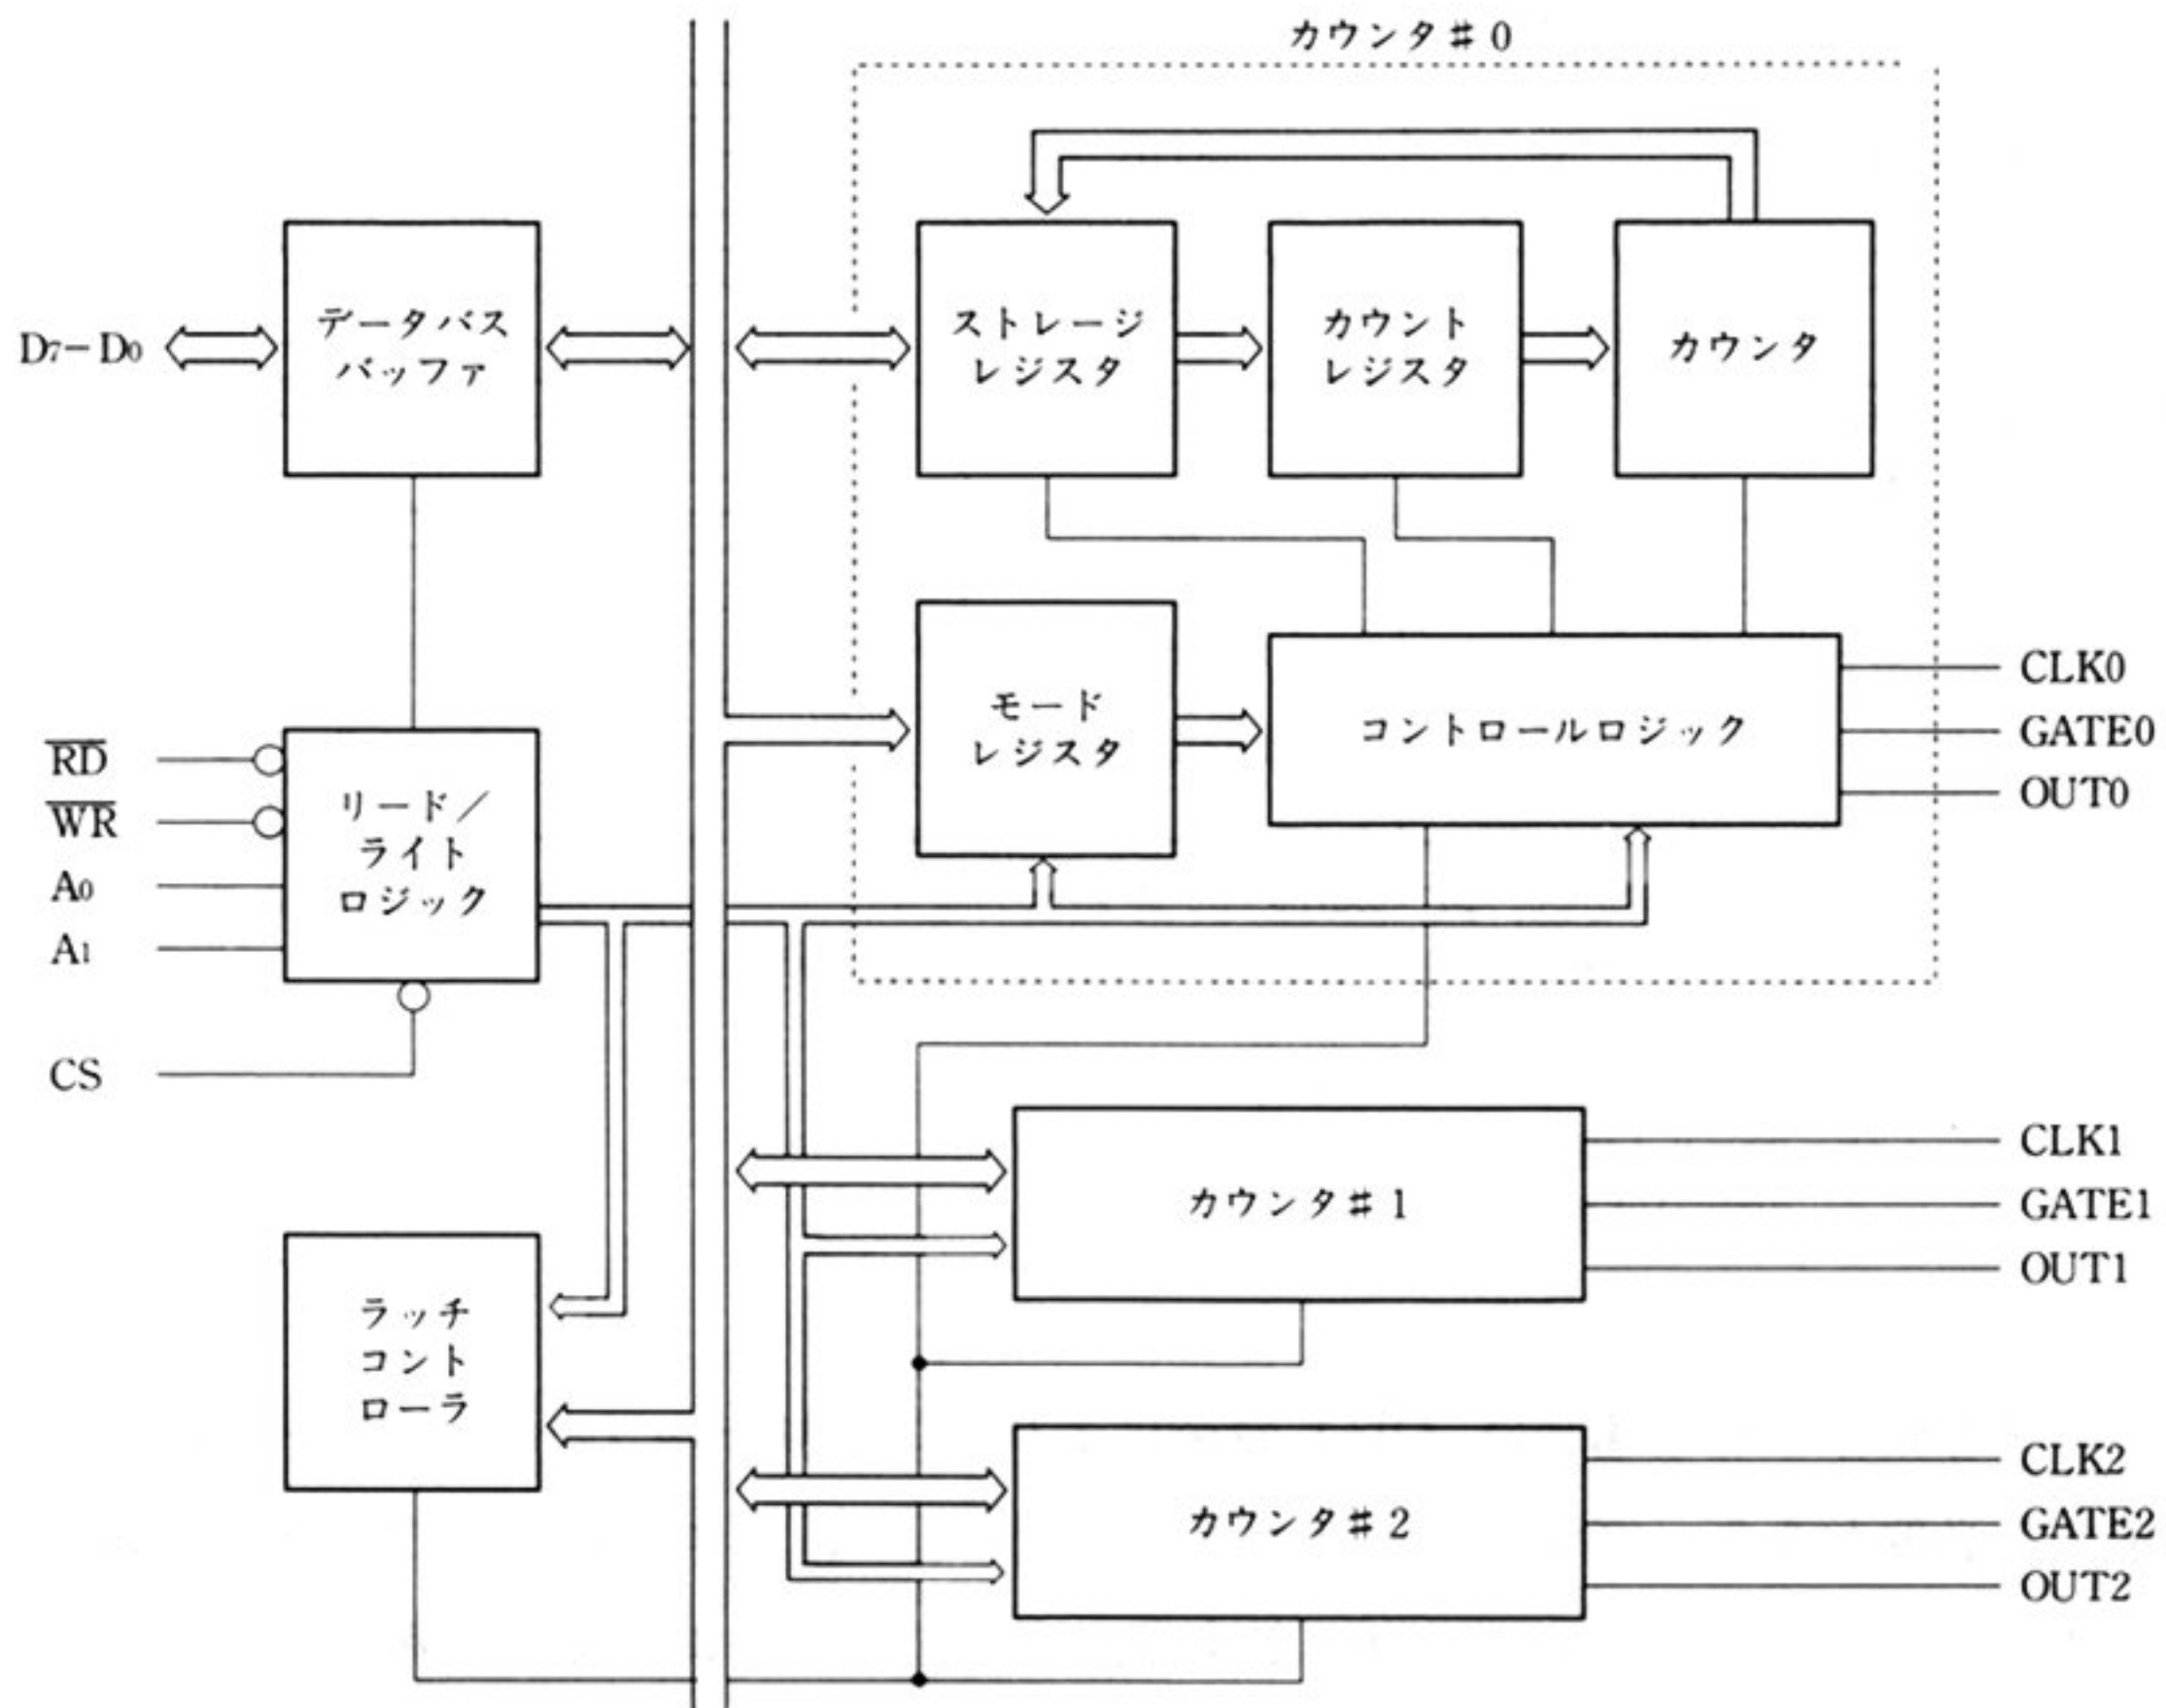 カウンタ＃0
D7−D0
データバス
バッファ
ストレージ
レジスタ
カウント
レジスタ
カウンタ
RD
WR
A0
A1
CS
リード／
ライト
ロジック
モード
レジスタ
コントロールロジック
CLK0
GATE0
OUT0
カウンタ＃1
CLK1
GATE1
OUT1
ラッチ
コント
ローラ
カウンタ＃2
CLK2
GATE2
OUT2